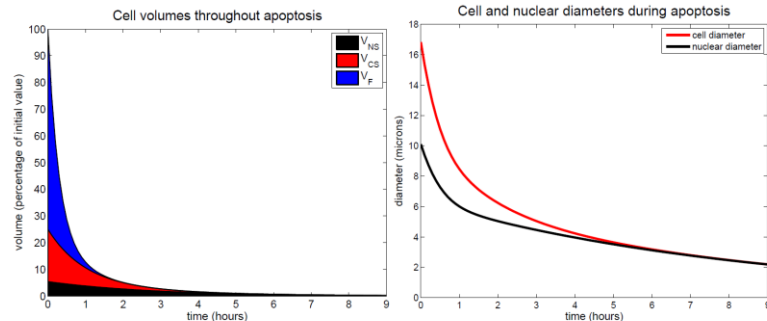 Cell volumes throughout apoptosis
100
90
80
70
60
50
40
30
20
10
0
volume (percentage of initial value)
V_NS
V_CS
V_F
0 1 2 3 4 5 6 7 8 9
time (hours)
Cell and nuclear diameters during apoptosis
18
16
14
12
10
8
6
4
2
0
diameter (microns)
cell diameter
nuclear diameter
0 1 2 3 4 5 6 7 8 9
time (hours)